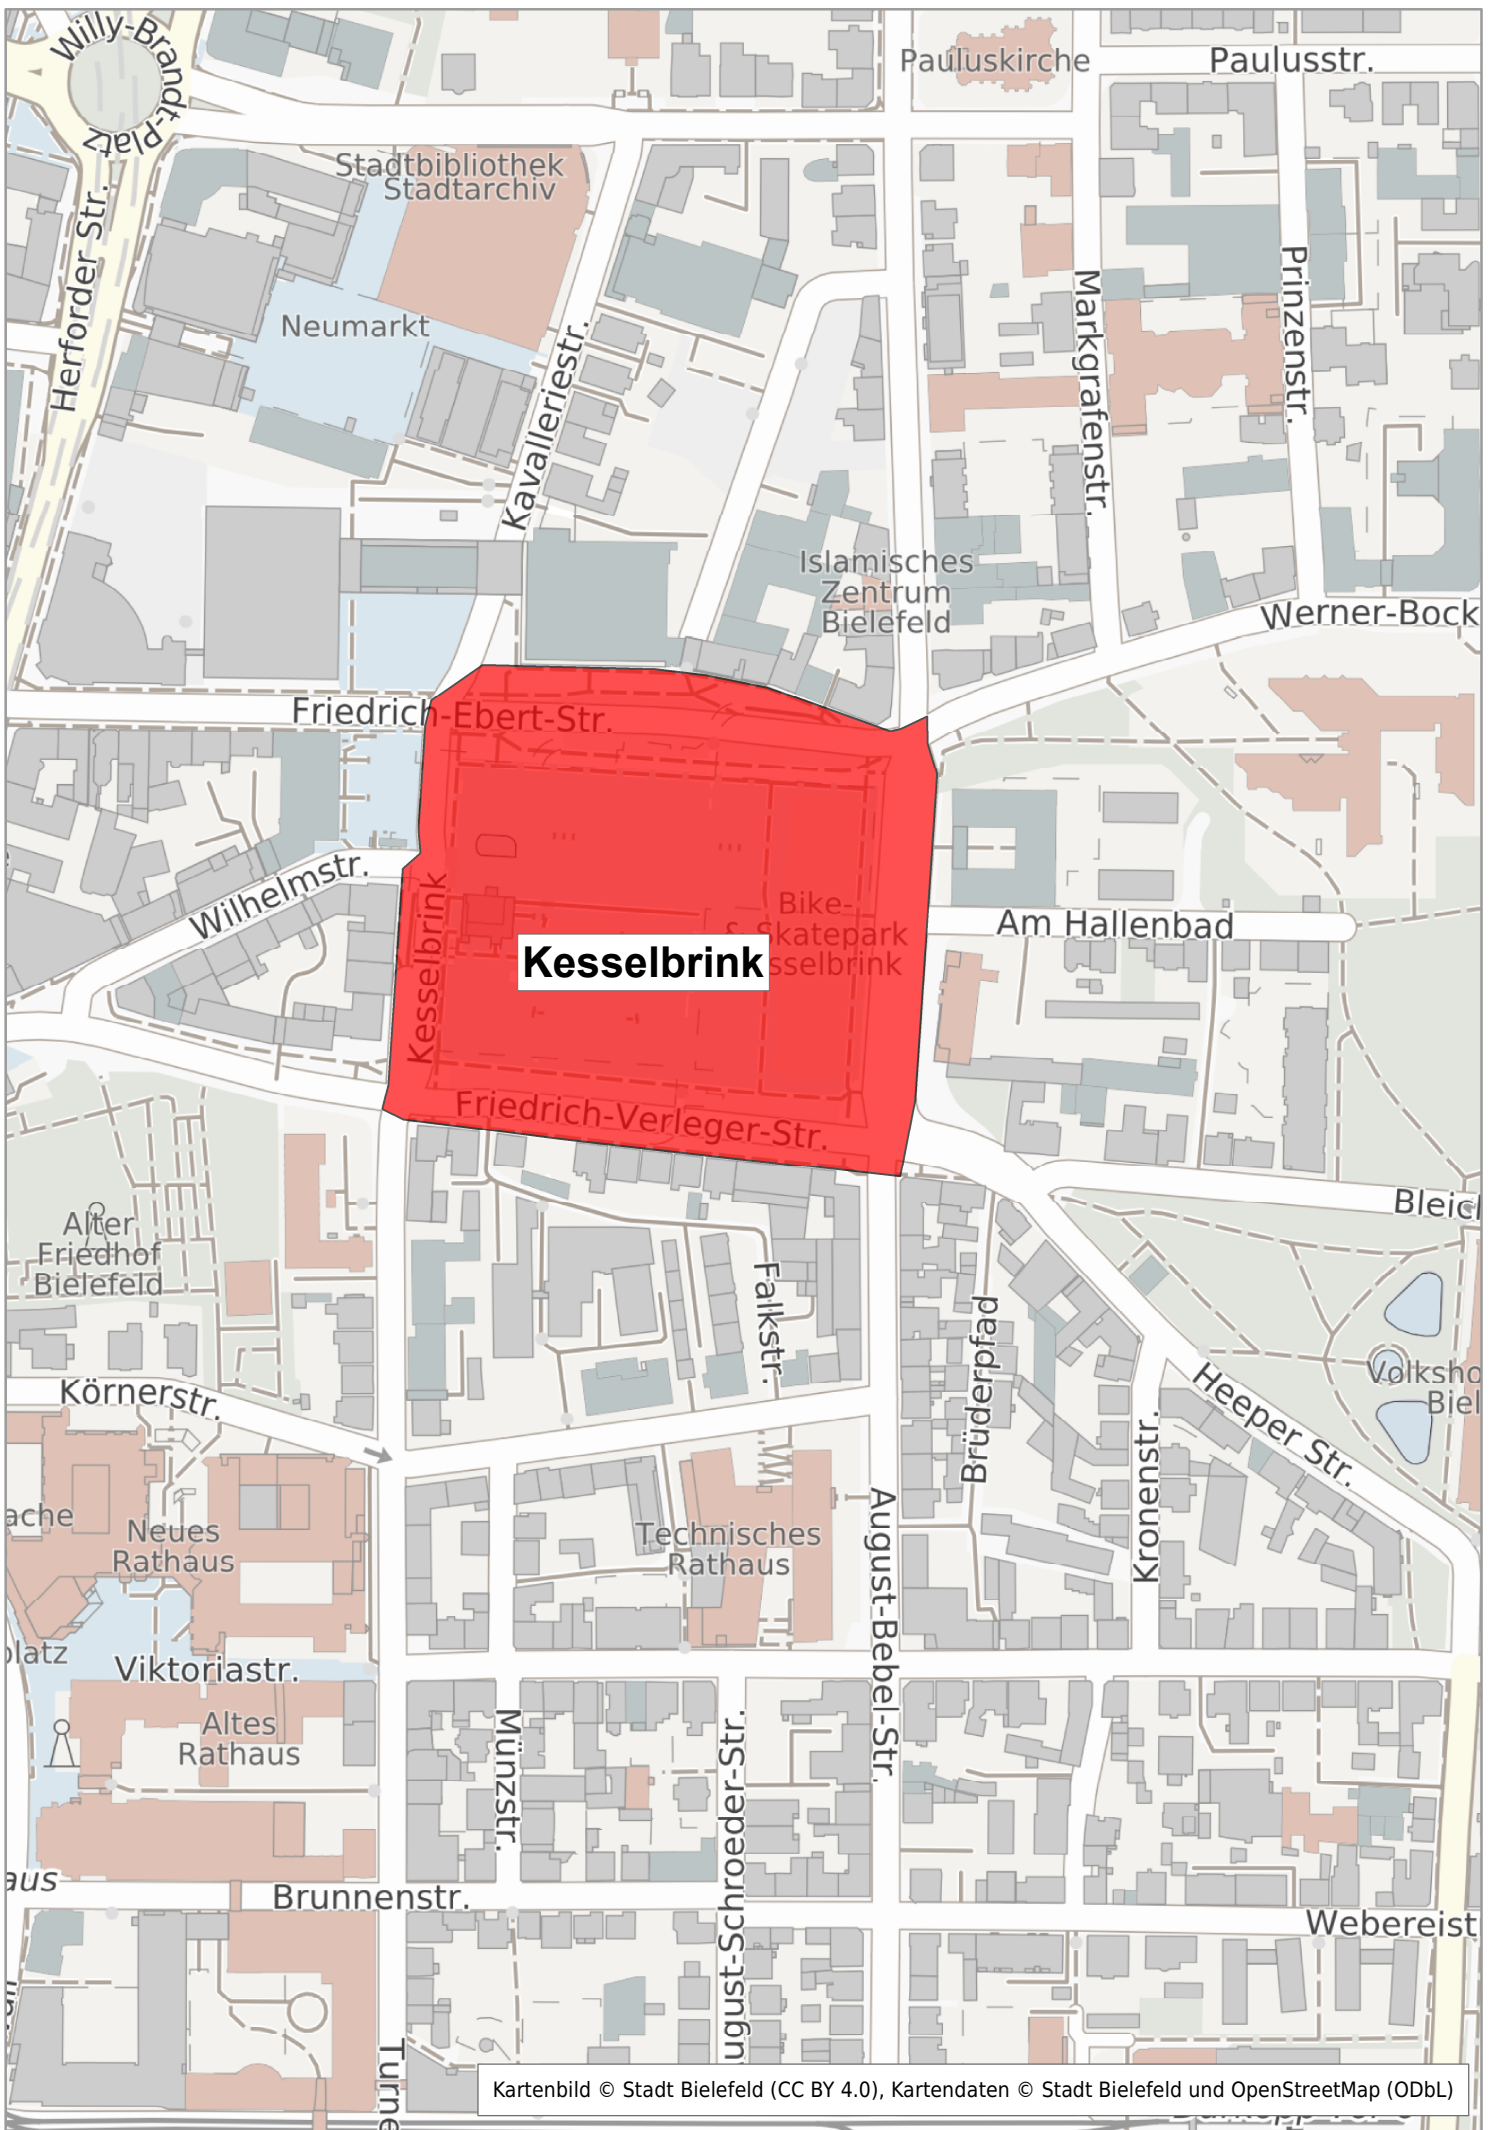 Willy-Brandt-Platz
Pauluskirche
Paulusstr.
Stadtbibliothek
Stadtarchiv
Herforder Str.
Neumarkt
Kavalleriestr.
Markgrafenstr.
Prinzenstr.
Islamisches
Zentrum
Bielefeld
Werner-Bock
Friedrich-Ebert-Str.
Wilhelmstr.
Kesselbrink
Bike-
& Skatepark
sselbrink
Kesselbrink
Am Hallenbad
Friedrich-Verleger-Str.
Alter
Friedhof
Bielefeld
Bleich
Falkstr.
Brüderpfad
Volksho
Biel
Körnerstr.
Heeper Str.
Kronenstr.
ache
Neues
Rathaus
Technisches
Rathaus
August-Bebel-Str.
platz
Viktoriastr.
Altes
Rathaus
Münzstr.
August-Schroeder-Str.
aus
Brunnenstr.
Webereist
Turne
Kartenbild © Stadt Bielefeld (CC BY 4.0), Kartendaten © Stadt Bielefeld und OpenStreetMap (ODbL)